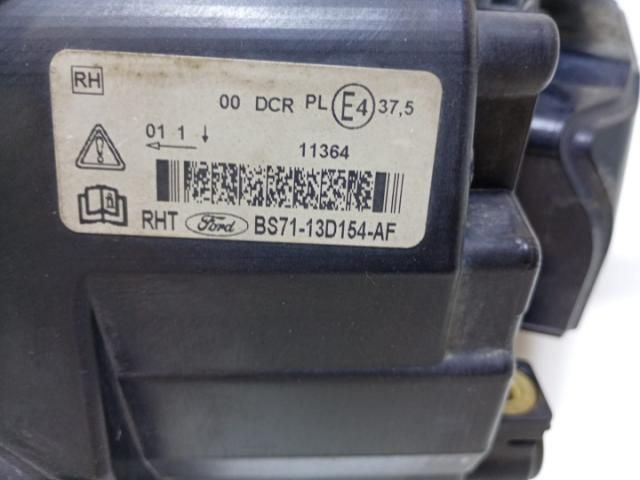 RH
00 DCR PL E4 37,5
01 1
11364
RHT Ford BS71-13D154-AF